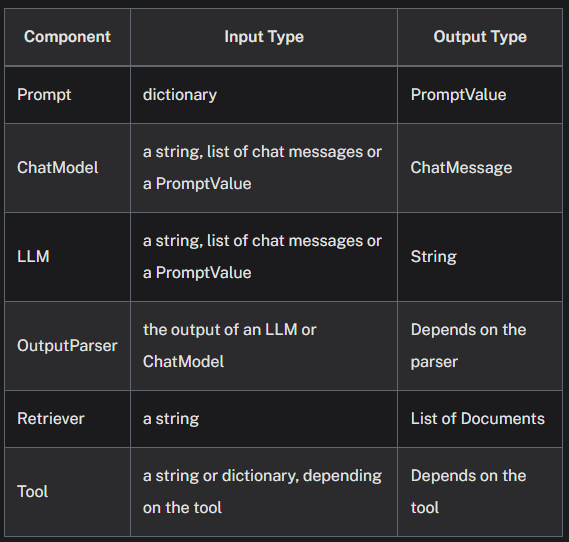 Component Input Type Output Type
Prompt dictionary PromptValue
a string, list of chat messages or
ChatModel ChatMessage
a PromptValue
a string, list of chat messages or
LLM String
a PromptValue
the output of an LLM or Depends on the
OutputParser
ChatModel parser
Retriever a string List of Documents
a string or dictionary, depending Depends on the
Tool
on the tool tool